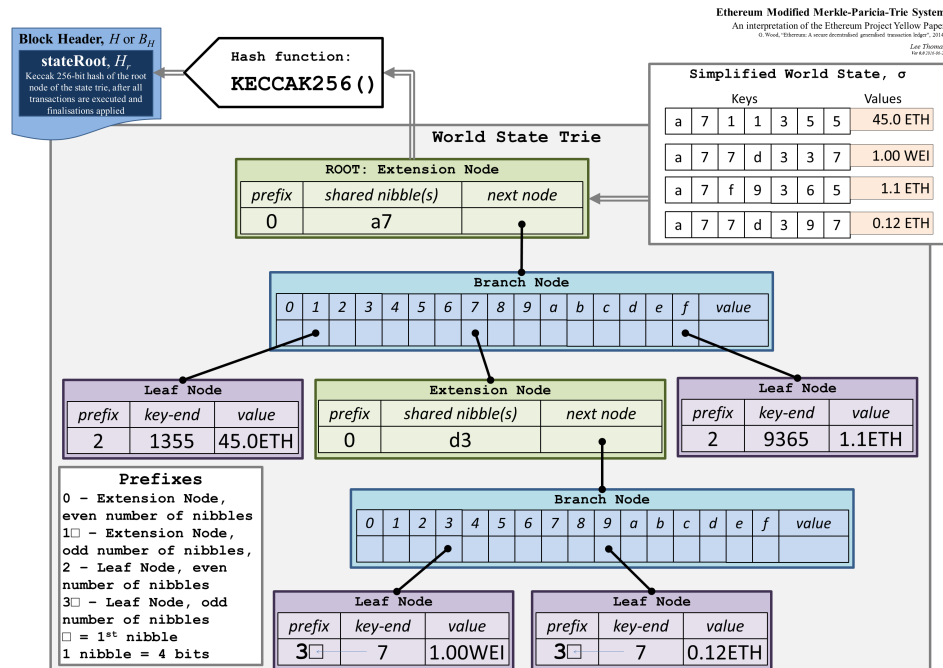 Ethereum Modified Merkle-Paricia-Trie System
An interpretation of the Ethereum Project Yellow Paper
G. Wood, "Ethereum: A secure decentralised generalised transaction ledger", 2014
Lee Thomas
Block Header, H or B_H
stateRoot, H_r
Keccak 256-bit hash of the root
node of the state trie, after all
transactions are executed and
finalisations applied
Hash function:
KECCAK256()
Simplified World State, σ
Keys Values
a 7 1 1 3 5 5 45.0 ETH
a 7 7 d 3 3 7 1.00 WEI
a 7 f 9 3 6 5 1.1 ETH
a 7 7 d 3 9 7 0.12 ETH
World State Trie
ROOT: Extension Node
prefix shared nibble(s) next node
0 a7
Branch Node
0 1 2 3 4 5 6 7 8 9 a b c d e f value
Leaf Node
prefix key-end value
2 1355 45.0ETH
Extension Node
prefix shared nibble(s) next node
0 d3
Leaf Node
prefix key-end value
2 9365 1.1ETH
Prefixes
0 – Extension Node,
even number of nibbles
1□ – Extension Node,
odd number of nibbles,
2 – Leaf Node, even
number of nibbles
3□ – Leaf Node, odd
number of nibbles
□ = 1st nibble
1 nibble = 4 bits
Branch Node
0 1 2 3 4 5 6 7 8 9 a b c d e f value
Leaf Node
prefix key-end value
3□ 7 1.00WEI
Leaf Node
prefix key-end value
3□ 7 0.12ETH